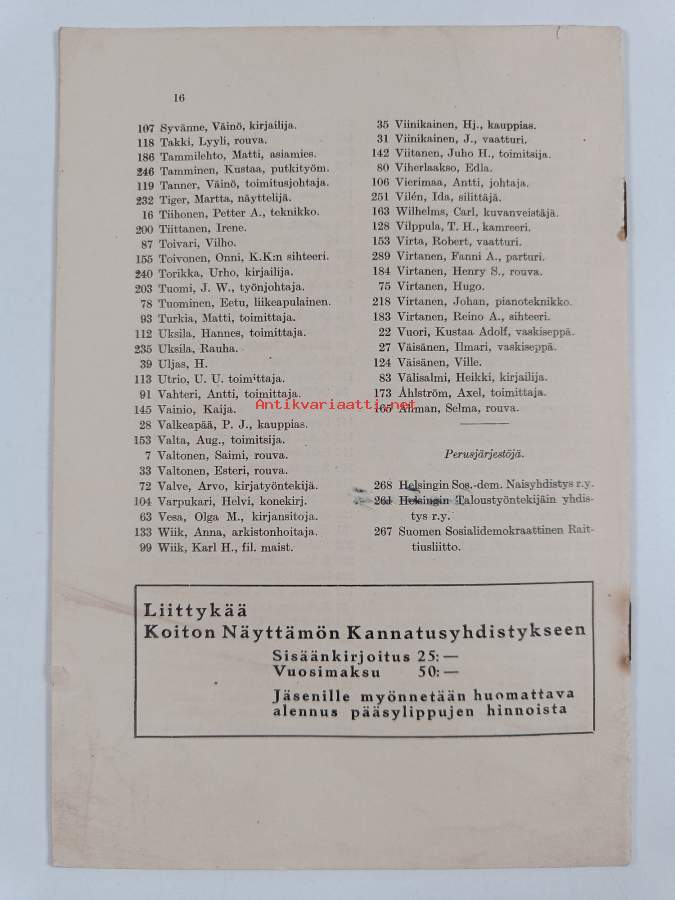 16
107 Syvänne, Väinö, kirjailija.
118 Takki, Lyyli, rouva.
186 Tammilehto, Matti, asiamies.
246 Tamminen, Kustaa, putkityöm.
119 Tanner, Väinö, toimitusjohtaja.
232 Tiger, Martta, näyttelijä.
16 Tiihonen, Petter A., teknikko.
200 Tiittanen, Irene.
87 Toivari, Vilho.
155 Toivonen, Onni, K.K:n sihteeri.
240 Torikka, Urho, kirjailija.
203 Tuomi, J. W., työnjohtaja.
78 Tuominen, Eetu, liikeapulainen.
93 Turkia, Matti, toimittaja.
112 Uksila, Hannes, toimittaja.
235 Uksila, Rauha.
39 Uljas, H.
113 Utrio, U. U. toimittaja.
91 Vahteri, Antti, toimittaja.
145 Vainio, Kaija.
28 Valkeapää, P. J., kauppias.
153 Valta, Aug., toimitsija.
7 Valtonen, Saimi, rouva.
33 Valtonen, Esteri, rouva.
72 Valve, Arvo, kirjatyöntekijä.
104 Varpukari, Helvi, konekirj.
63 Vesa, Olga M., kirjansitoja.
133 Wiik, Anna, arkistonhoitaja.
99 Wiik, Karl H., fil. maist.
35 Viinikainen, Hj., kauppias.
31 Viinikainen, J., vaatturi.
142 Viitanen, Juho H., toimitsija.
80 Viherlaakso, Edla.
106 Vierimaa, Antti, johtaja.
251 Vilén, Ida, silittäjä.
163 Wilhelms, Carl, kuvanveistäjä.
128 Vilppula, T. H., kamreeri.
153 Virta, Robert, vaatturi.
289 Virtanen, Fanni A., parturi.
184 Virtanen, Henry S., rouva.
75 Virtanen, Hugo.
218 Virtanen, Johan, pianoteknikko.
183 Virtanen, Reino A., sihteeri.
22 Vuori, Kustaa Adolf, vaskiseppä.
27 Väisänen, Ilmari, vaskiseppä.
124 Väisänen, Ville.
83 Välisalmi, Heikki, kirjailija.
173 Åhlström, Axel, toimittaja.
165 Åhman, Selma, rouva.
Antikvariaatti.net
Perusjärjestöjä.
268 Helsingin Sos.-dem. Naisyhdistys r.y.
261 Helsingin Taloustyöntekijäin yhdis-
tys r.y.
267 Suomen Sosialidemokraattinen Rait-
tiusliitto.
Liittykää
Koiton Näyttämön Kannatusyhdistykseen
Sisäänkirjoitus 25:—
Vuosimaksu 50:—
Jäsenille myönnetään huomattava
alennus pääsylippujen hinnoista